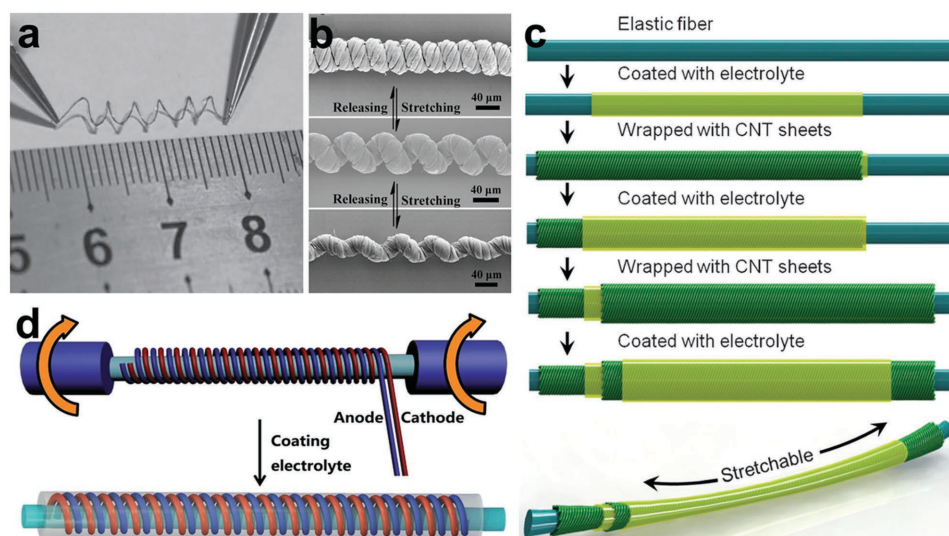 a
5 6 7 8
b
40 μm
Releasing Stretching
40 μm
Releasing Stretching
40 μm
c
Elastic fiber
Coated with electrolyte
Wrapped with CNT sheets
Coated with electrolyte
Wrapped with CNT sheets
Coated with electrolyte
Stretchable
d
Anode Cathode
Coating
electrolyte